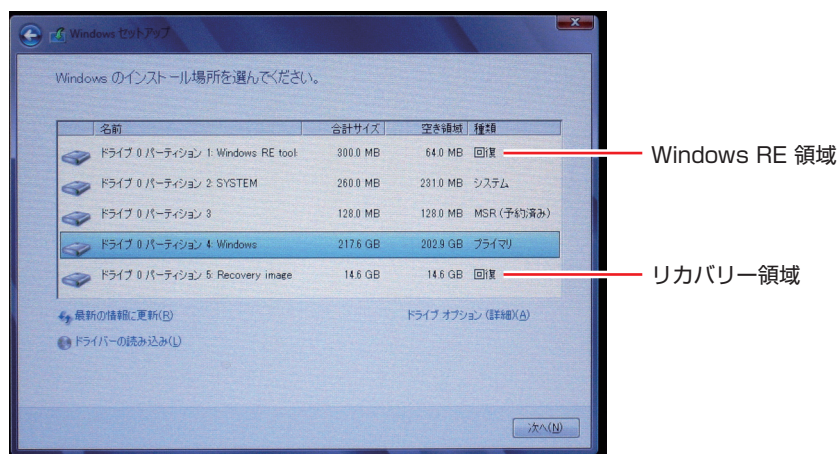 Windows セットアップ
Windows のインストール場所を選んでください。
名前 合計サイズ 空き領域 種類
ドライブ 0 パーティション 1: Windows RE tool 300.0 MB 64.0 MB 回復
Windows RE 領域
ドライブ 0 パーティション 2: SYSTEM 260.0 MB 231.0 MB システム
ドライブ 0 パーティション 3 128.0 MB 128.0 MB MSR (予約済み)
ドライブ 0 パーティション 4: Windows 217.6 GB 202.9 GB プライマリ
ドライブ 0 パーティション 5: Recovery image 14.6 GB 14.6 GB 回復
リカバリー領域
最新の情報に更新(R) ドライブ オプション (詳細)(A)
ドライバーの読み込み(L)
次へ(N)